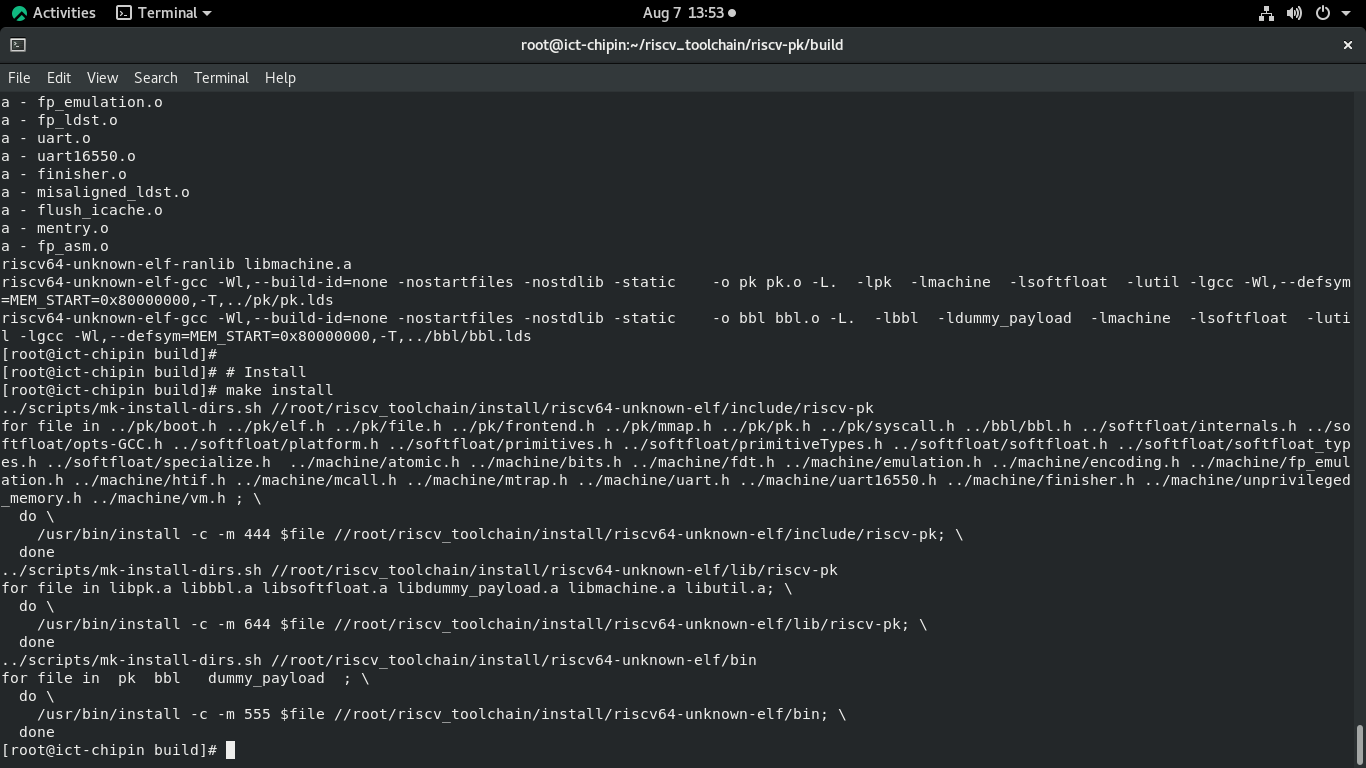 Activities Terminal Aug 7 13:53
root@ict-chipin:~/riscv_toolchain/riscv-pk/build
File Edit View Search Terminal Help
a - fp_emulation.o
a - fp_ldst.o
a - uart.o
a - uart16550.o
a - finisher.o
a - misaligned_ldst.o
a - flush_icache.o
a - mentry.o
a - fp_asm.o
riscv64-unknown-elf-ranlib libmachine.a
riscv64-unknown-elf-gcc -Wl,--build-id=none -nostartfiles -nostdlib -static    -o pk pk.o -L.  -lpk  -lmachine  -lsoftfloat  -lutil -lgcc -Wl,--defsym
=MEM_START=0x80000000,-T,../pk/pk.lds
riscv64-unknown-elf-gcc -Wl,--build-id=none -nostartfiles -nostdlib -static    -o bbl bbl.o -L.  -lbbl  -ldummy_payload  -lmachine  -lsoftfloat  -luti
l -lgcc -Wl,--defsym=MEM_START=0x80000000,-T,../bbl/bbl.lds
[root@ict-chipin build]#
[root@ict-chipin build]# # Install
[root@ict-chipin build]# make install
../scripts/mk-install-dirs.sh //root/riscv_toolchain/install/riscv64-unknown-elf/include/riscv-pk
for file in ../pk/boot.h ../pk/elf.h ../pk/file.h ../pk/frontend.h ../pk/mmap.h ../pk/pk.h ../pk/syscall.h ../bbl/bbl.h ../softfloat/internals.h ../so
ftfloat/opts-GCC.h ../softfloat/platform.h ../softfloat/primitives.h ../softfloat/primitiveTypes.h ../softfloat/softfloat.h ../softfloat/softfloat_typ
es.h ../softfloat/specialize.h  ../machine/atomic.h ../machine/bits.h ../machine/fdt.h ../machine/emulation.h ../machine/encoding.h ../machine/fp_emul
ation.h ../machine/htif.h ../machine/mcall.h ../machine/mtrap.h ../machine/uart.h ../machine/uart16550.h ../machine/finisher.h ../machine/unprivileged
_memory.h ../machine/vm.h ; \
  do \
    /usr/bin/install -c -m 444 $file //root/riscv_toolchain/install/riscv64-unknown-elf/include/riscv-pk; \
  done
../scripts/mk-install-dirs.sh //root/riscv_toolchain/install/riscv64-unknown-elf/lib/riscv-pk
for file in libpk.a libbbl.a libsoftfloat.a libdummy_payload.a libmachine.a libutil.a; \
  do \
    /usr/bin/install -c -m 644 $file //root/riscv_toolchain/install/riscv64-unknown-elf/lib/riscv-pk; \
  done
../scripts/mk-install-dirs.sh //root/riscv_toolchain/install/riscv64-unknown-elf/bin
for file in  pk  bbl   dummy_payload  ; \
  do \
    /usr/bin/install -c -m 555 $file //root/riscv_toolchain/install/riscv64-unknown-elf/bin; \
  done
[root@ict-chipin build]#